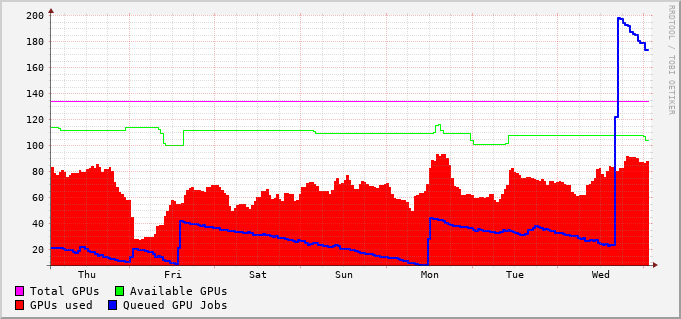 RRDTOOL / TOBI OETIKER
200
180
160
140
120
100
80
60
40
20
Thu Fri Sat Sun Mon Tue Wed
Total GPUs Available GPUs
GPUs used Queued GPU Jobs